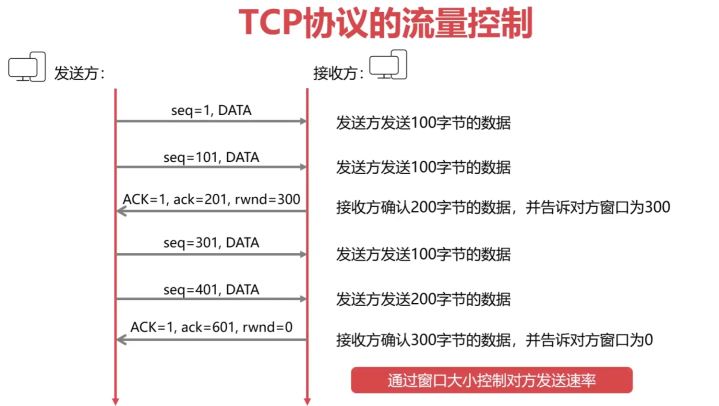 TCP协议的流量控制
发送方：
接收方：
seq=1, DATA
发送方发送100字节的数据
seq=101, DATA
发送方发送100字节的数据
ACK=1, ack=201, rwnd=300
接收方确认200字节的数据，并告诉对方窗口为300
seq=301, DATA
发送方发送100字节的数据
seq=401, DATA
发送方发送200字节的数据
ACK=1, ack=601, rwnd=0
接收方确认300字节的数据，并告诉对方窗口为0
通过窗口大小控制对方发送速率